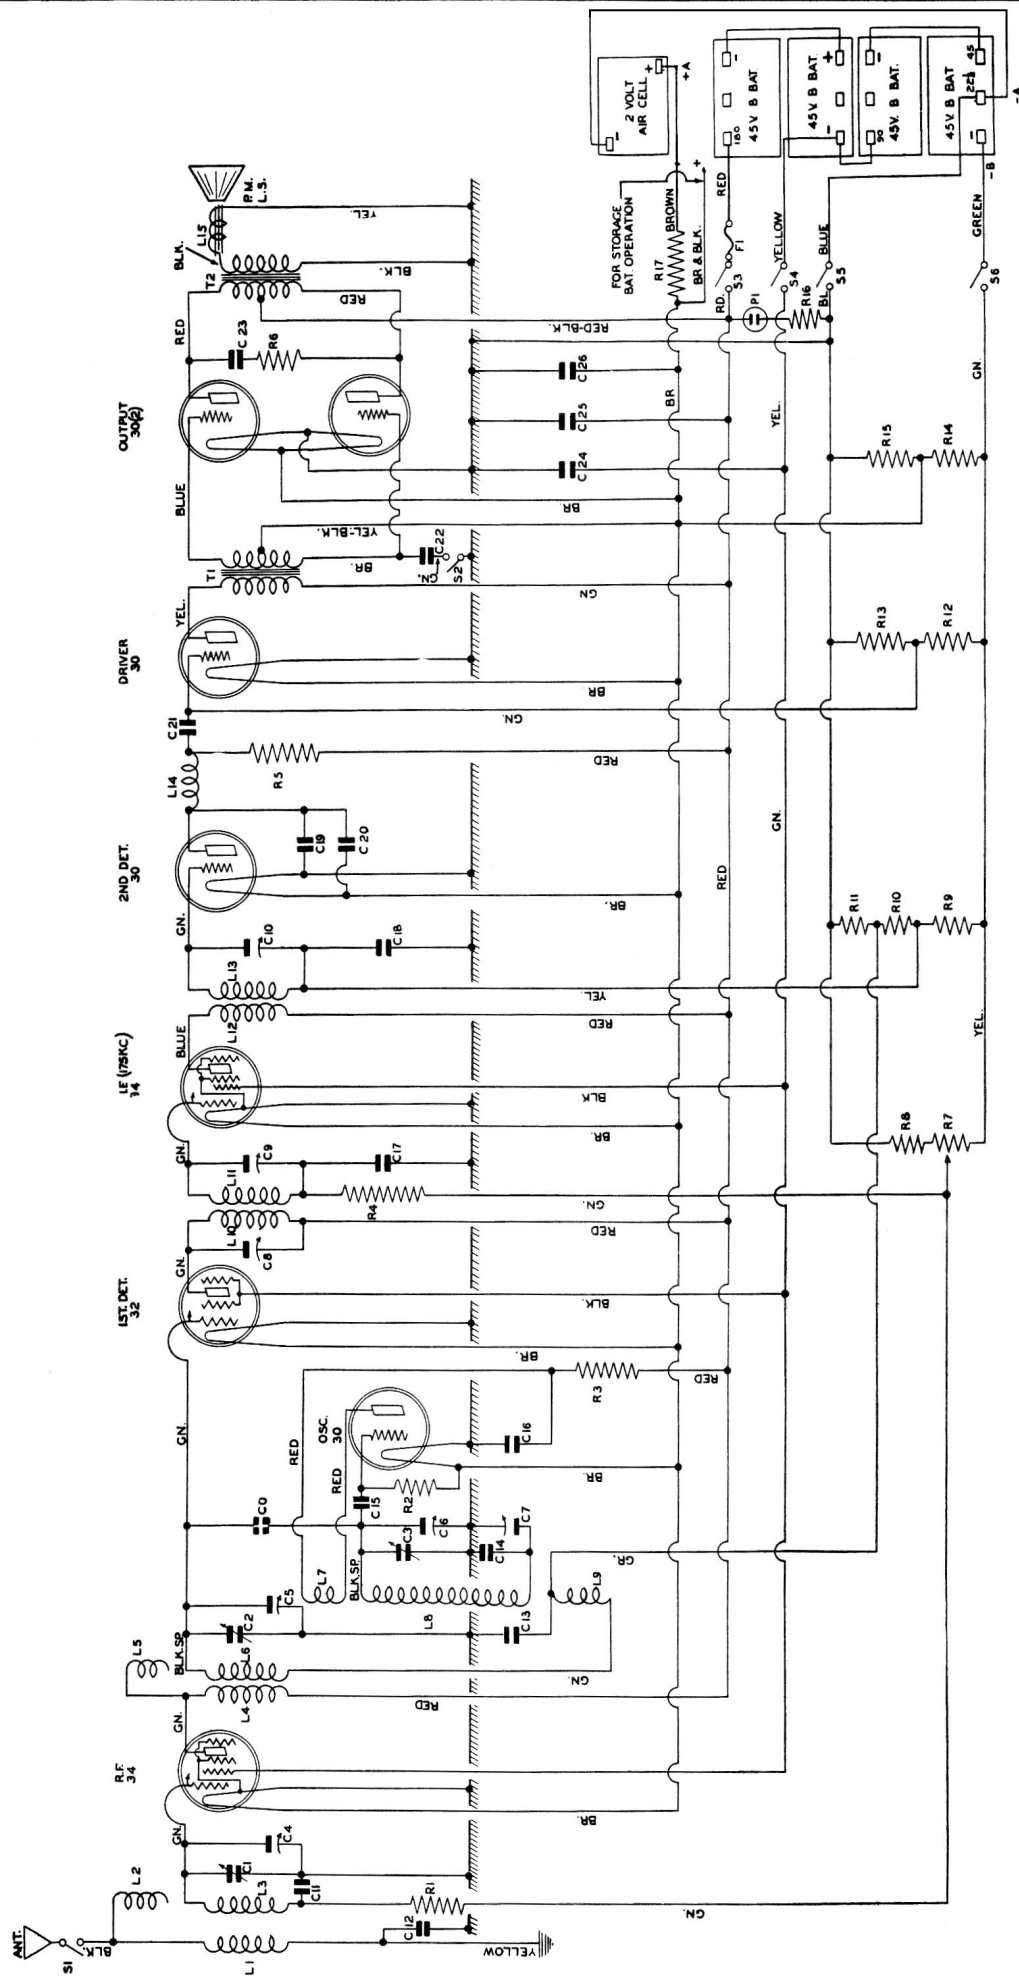 ANT.
S1
BLK.
L2
L1
L3
C1
C4
C11
C12
R1
YELLOW
GN.
GN.
R.F.
34
GN.
BR.
L5
BLK.SP.
L4
L6
RED
GN.
C2
C5
C13
L9
GR.
L8
L7
BLK.SP.
CO
C3
C6
C14
C7
C15
R2
RED
RED
OSC.
30
C16
R3
RED
BR.
GN.
1ST. DET.
32
BR.
BLK.
GN.
C8
L10
L11
RED
R4
GN.
C9
C17
GN.
I.F. (175KC)
34
BR.
BLK
BLUE
L12
L13
RED
YEL
C10
C18
GN.
2ND DET.
30
BR.
C19
C20
L14
R5
RED
C21
GN.
DRIVER
30
BR.
YEL.
T1
GN
BR.
YEL-BLK.
GN.
C22
S2
BLUE
OUTPUT
30(2)
BR.
C24
C25
C26
C23
R6
RED
RED-BLK.
RED
T2
BLK.
BLK.
L15
P.M.
L.S.
YEL.
RED
GN.
YEL.
BR
R8
R7
YEL.
R11
R10
R9
R13
R12
R15
R14
GN.
RD.
S3
F1
RED
P1
R16
S4
YELLOW
BL.
S5
BLUE
S6
GREEN
-B
FOR STORAGE
BAT. OPERATION
R17
BROWN
BR & BLK.
+
+A
2 VOLT
AIR CELL
-
+
45V. B BAT.
180
-
45V. B BAT.
-
+
45V. B BAT.
90
-
45V. B BAT
-
22½
45
-A